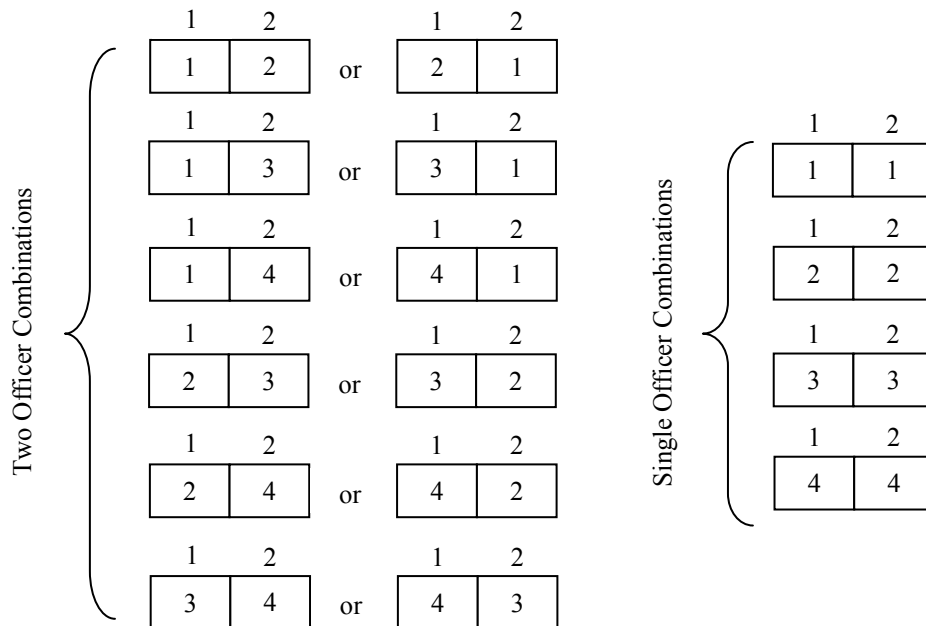 Two Officer Combinations
1 2 1 2
1 2 or 2 1
1 2 1 2
1 3 or 3 1
1 2 1 2
1 4 or 4 1
1 2 1 2
2 3 or 3 2
1 2 1 2
2 4 or 4 2
1 2 1 2
3 4 or 4 3
Single Officer Combinations
1 2
1 1
1 2
2 2
1 2
3 3
1 2
4 4